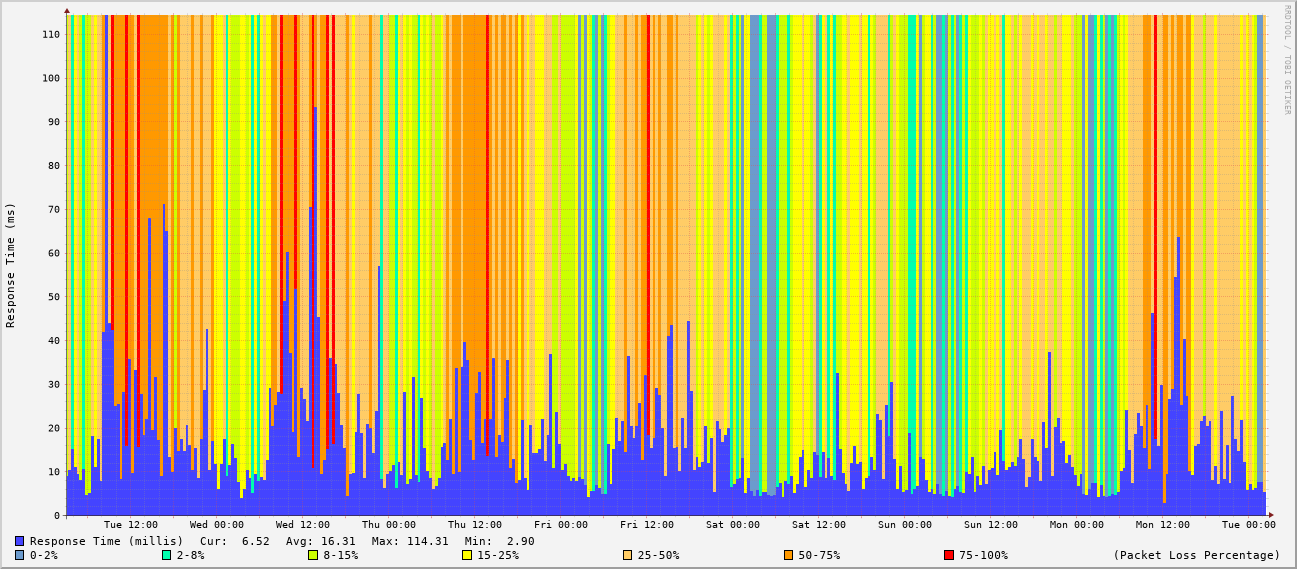 RRDTOOL / TOBI OETIKER
Response Time (ms)
110
100
90
80
70
60
50
40
30
20
10
0
Tue 12:00 Wed 00:00 Wed 12:00 Thu 00:00 Thu 12:00 Fri 00:00 Fri 12:00 Sat 00:00 Sat 12:00 Sun 00:00 Sun 12:00 Mon 00:00 Mon 12:00 Tue 00:00
Response Time (millis) Cur: 6.52 Avg: 16.31 Max: 114.31 Min: 2.90
0-2% 2-8% 8-15% 15-25% 25-50% 50-75% 75-100% (Packet Loss Percentage)